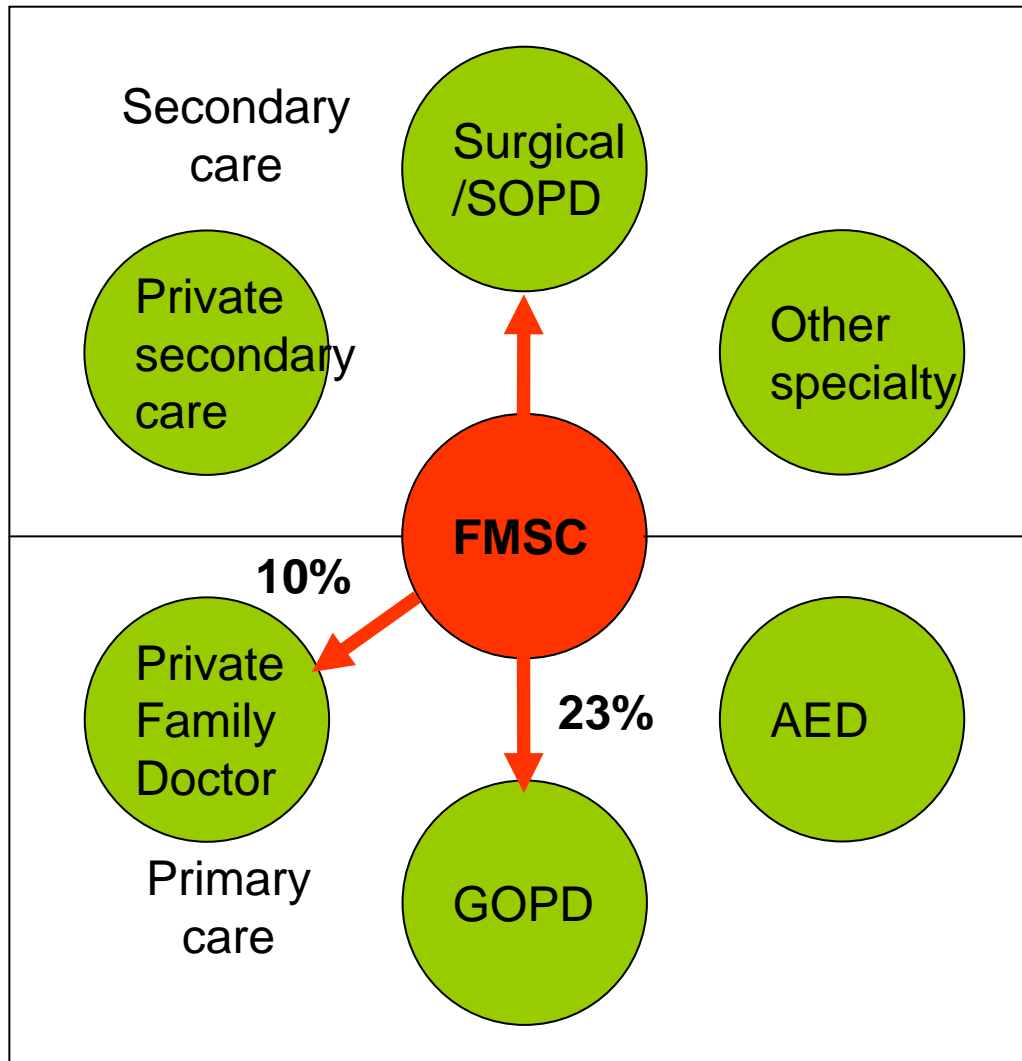 Secondary
care
Surgical
/SOPD
Private
secondary
care
Other
specialty
FMSC
10%
Private
Family
Doctor
23%
AED
Primary
care
GOPD